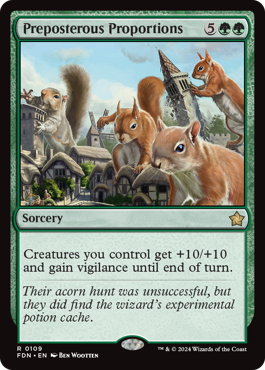 Preposterous Proportions 5
Sorcery
Creatures you control get +10/+10
and gain vigilance until end of turn.
Their acorn hunt was unsuccessful, but
they did find the wizard's experimental
potion cache.
R 0109
FDN • EN Ben Wootten
™ & © 2024 Wizards of the Coast